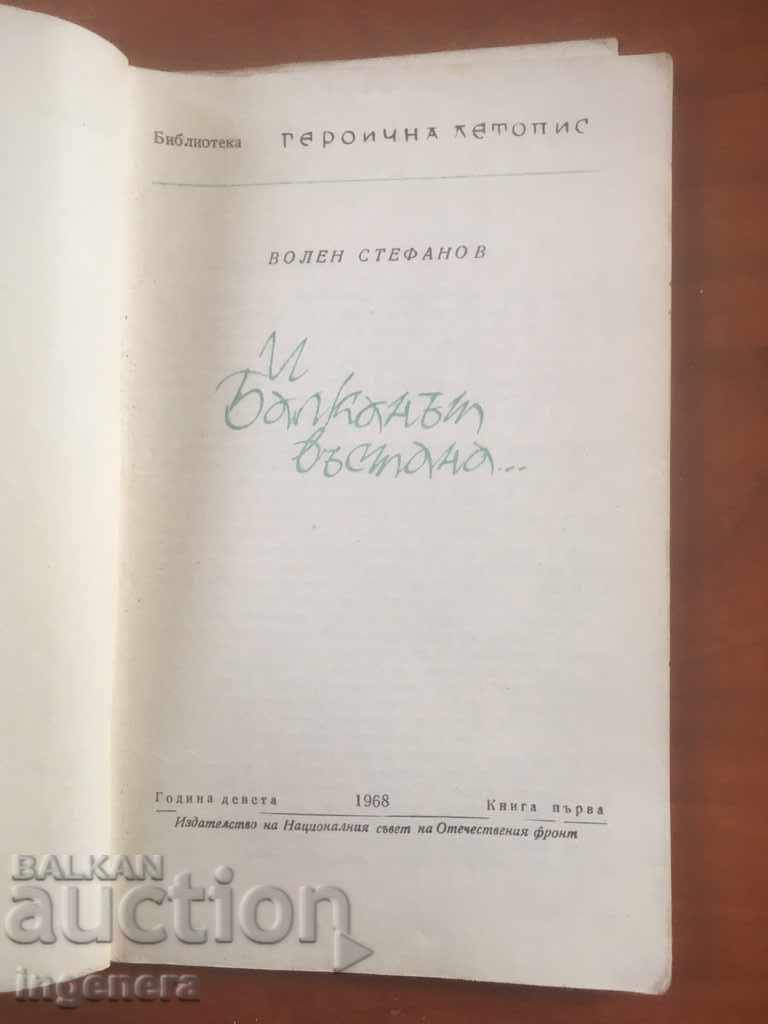 Библиотека ГЕРОИЧНА ЛЕТОПИС
ВОЛЕН СТЕФАНОВ
И
Балканът
въстана...
Година девета 1968 Книга първа
Издателство на Националния съвет на Отечествения фронт
BALKAN
auction
ingenera